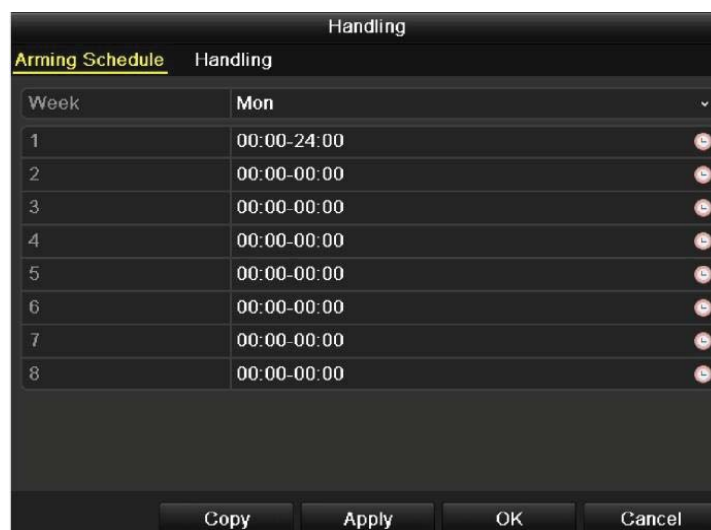 Handling
Arming Schedule Handling
Week Mon
1 00:00-24:00
2 00:00-00:00
3 00:00-00:00
4 00:00-00:00
5 00:00-00:00
6 00:00-00:00
7 00:00-00:00
8 00:00-00:00
Copy Apply OK Cancel